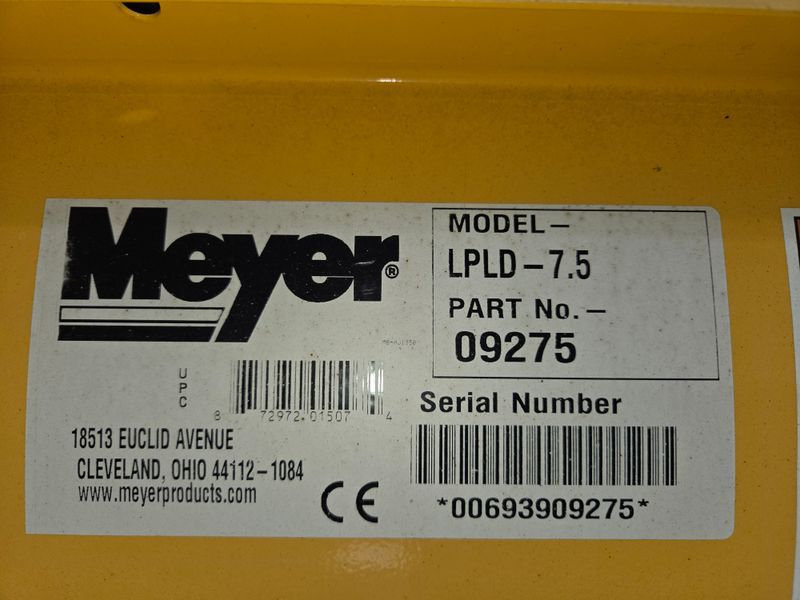 Meyer®
MODEL –
LPLD – 7.5
PART No. –
09275
UPC
8 72972 01507 4
Serial Number
*00693909275*
18513 EUCLID AVENUE
CLEVELAND, OHIO 44112–1084
www.meyerproducts.com
CE